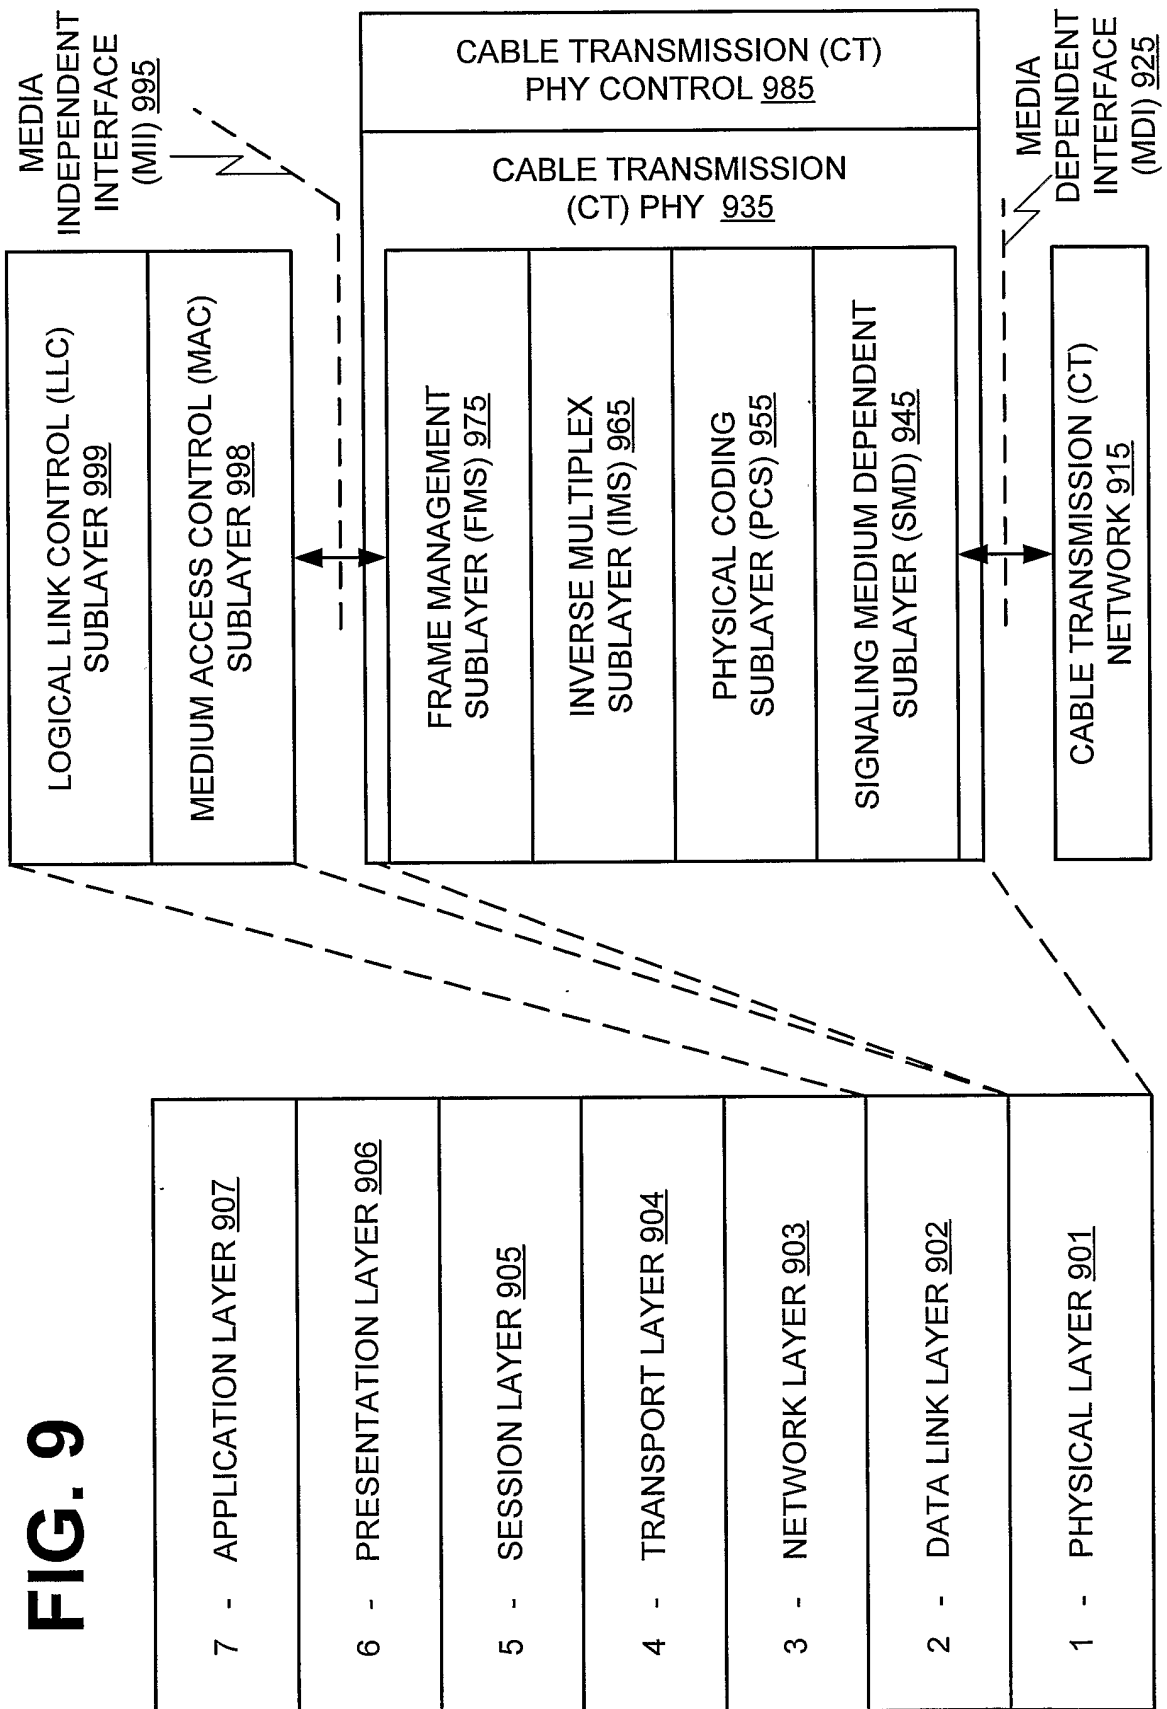 FIG. 9
7 - APPLICATION LAYER 907
6 - PRESENTATION LAYER 906
5 - SESSION LAYER 905
4 - TRANSPORT LAYER 904
3 - NETWORK LAYER 903
2 - DATA LINK LAYER 902
1 - PHYSICAL LAYER 901
LOGICAL LINK CONTROL (LLC)
SUBLAYER 999
MEDIUM ACCESS CONTROL (MAC)
SUBLAYER 998
MEDIA
INDEPENDENT
INTERFACE
(MII) 995
FRAME MANAGEMENT
SUBLAYER (FMS) 975
INVERSE MULTIPLEX
SUBLAYER (IMS) 965
PHYSICAL CODING
SUBLAYER (PCS) 955
SIGNALING MEDIUM DEPENDENT
SUBLAYER (SMD) 945
CABLE TRANSMISSION
(CT) PHY 935
CABLE TRANSMISSION (CT)
PHY CONTROL 985
MEDIA
DEPENDENT
INTERFACE
(MDI) 925
CABLE TRANSMISSION (CT)
NETWORK 915